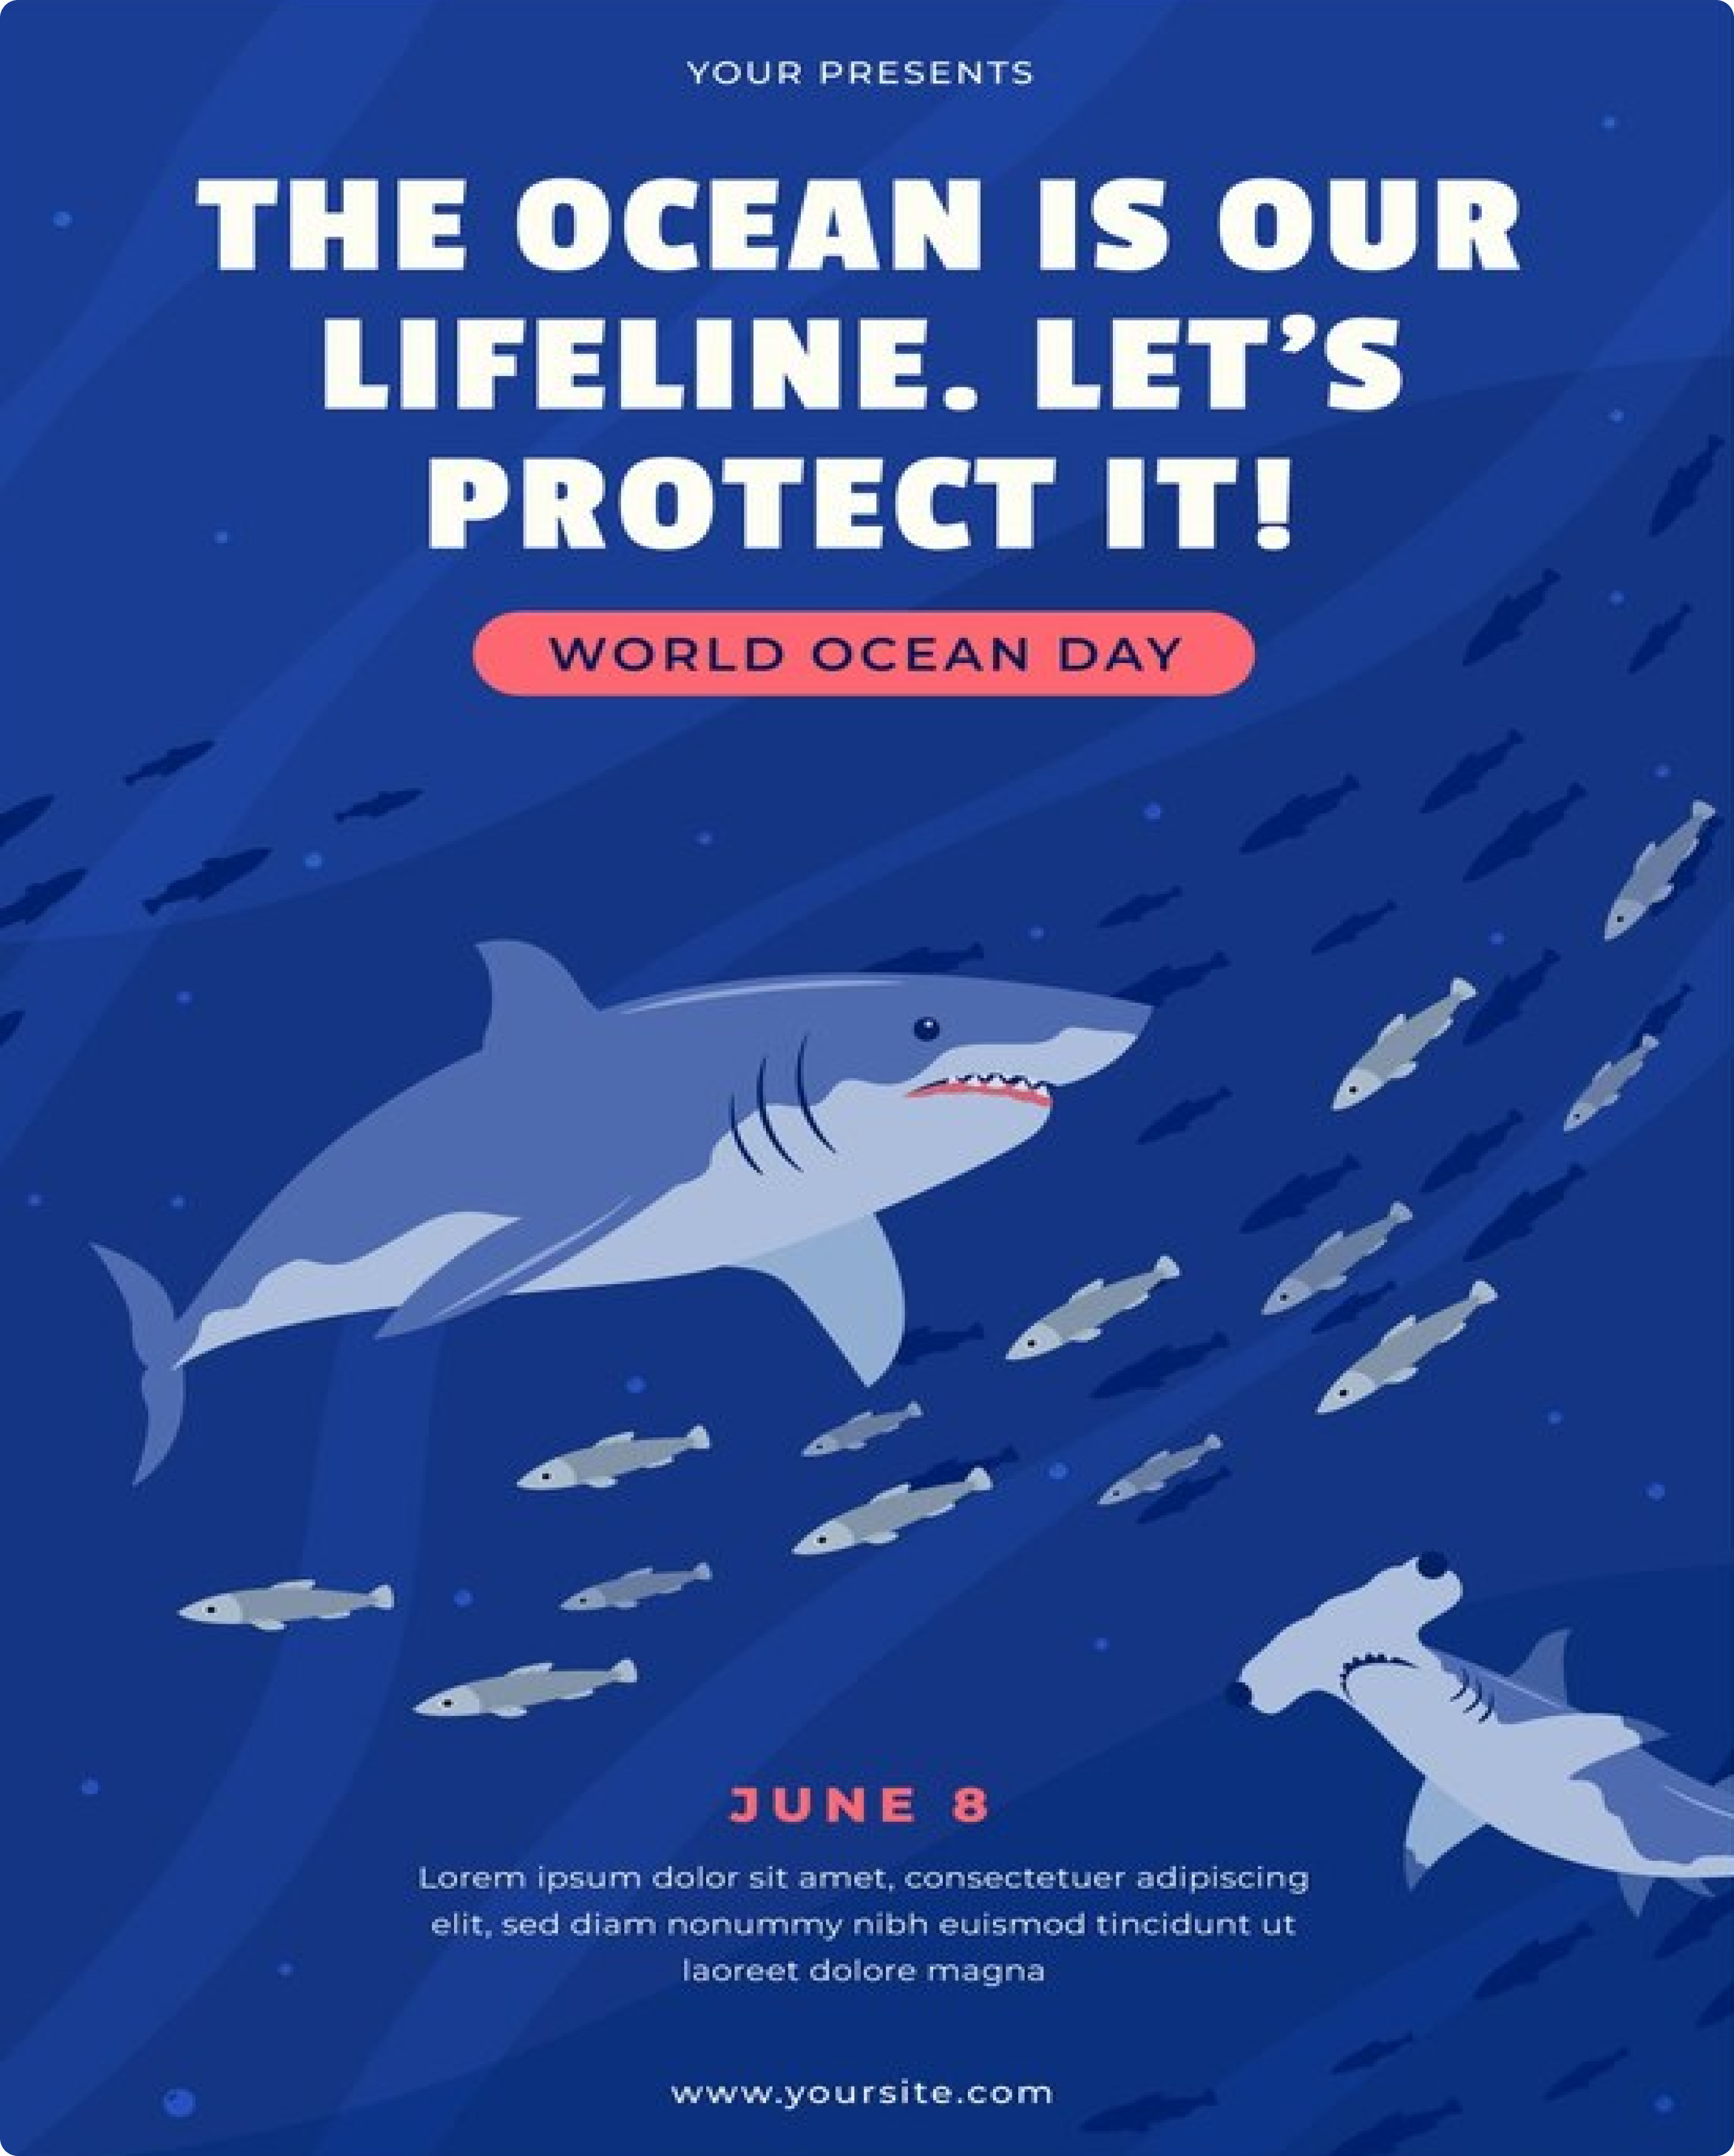 YOUR PRESENTS
THE OCEAN IS OUR
LIFELINE. LET’S
PROTECT IT!
WORLD OCEAN DAY
JUNE 8
Lorem ipsum dolor sit amet, consectetuer adipiscing
elit, sed diam nonummy nibh euismod tincidunt ut
laoreet dolore magna
www.yoursite.com